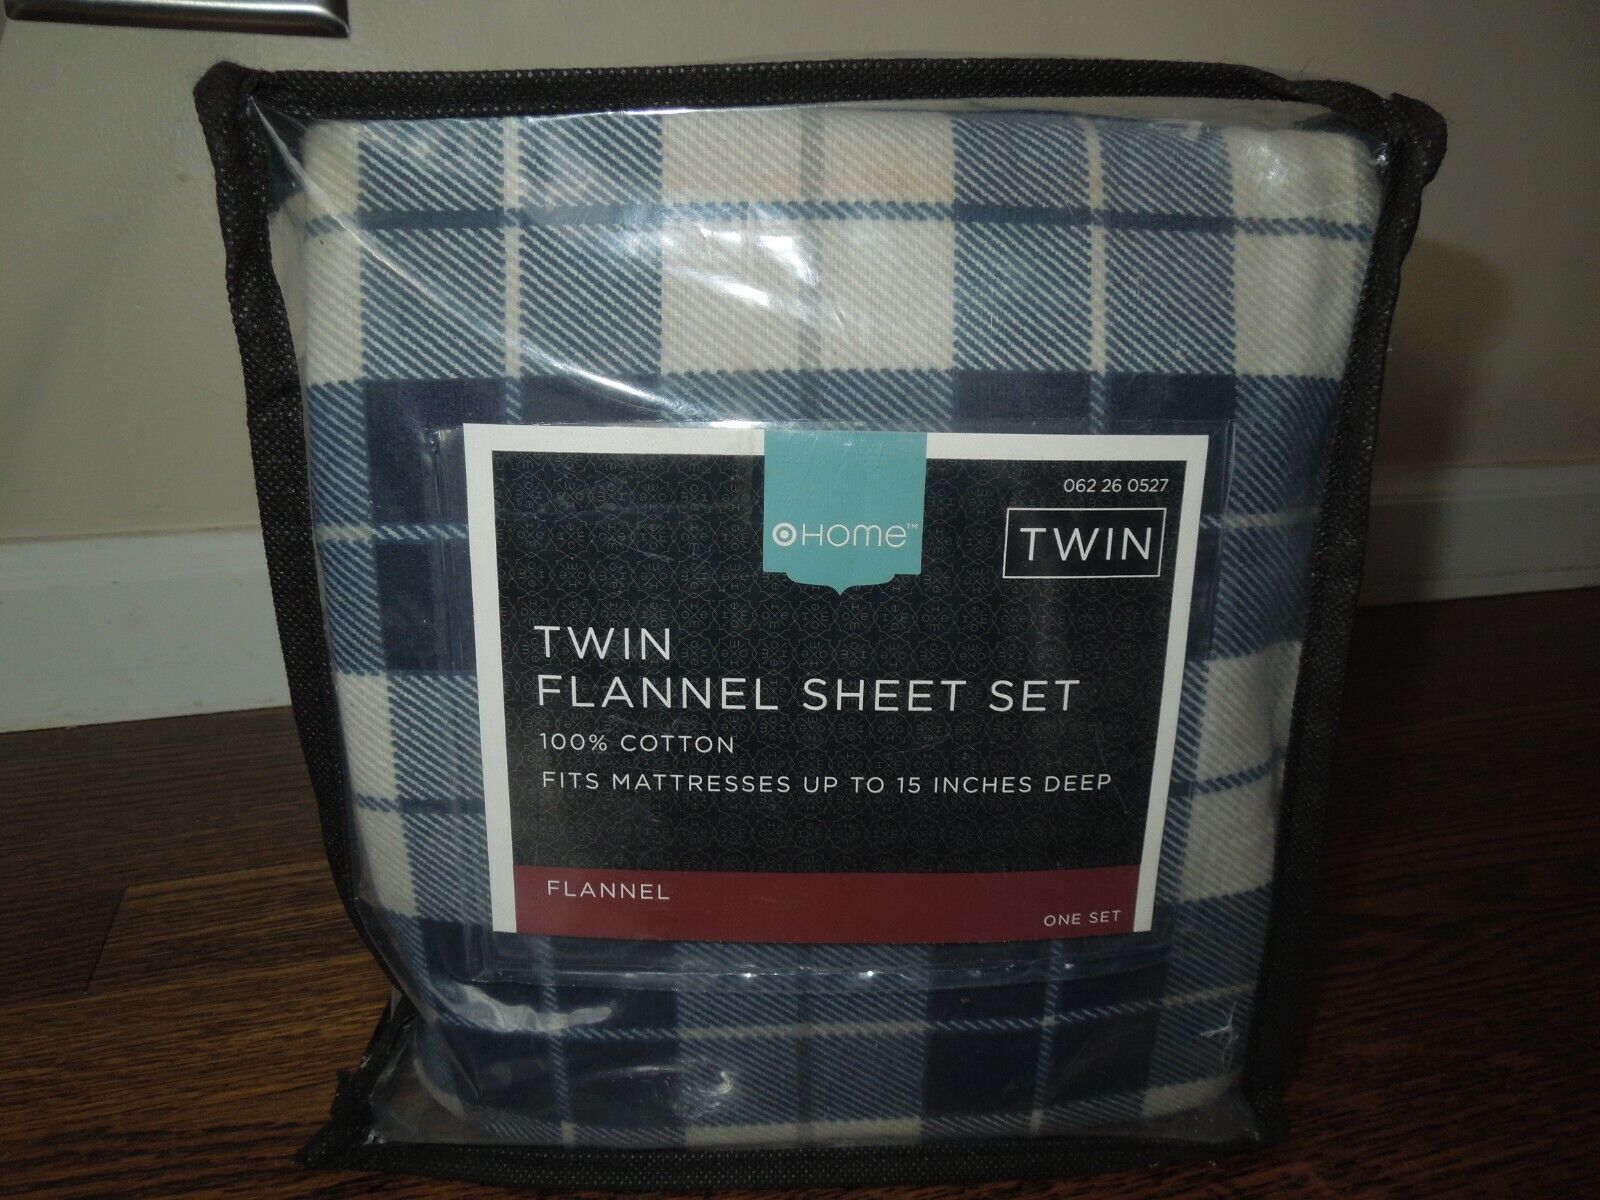 062 26 0527
HOMe™
TWIN
TWIN
FLANNEL SHEET SET
100% COTTON
FITS MATTRESSES UP TO 15 INCHES DEEP
FLANNEL
ONE SET